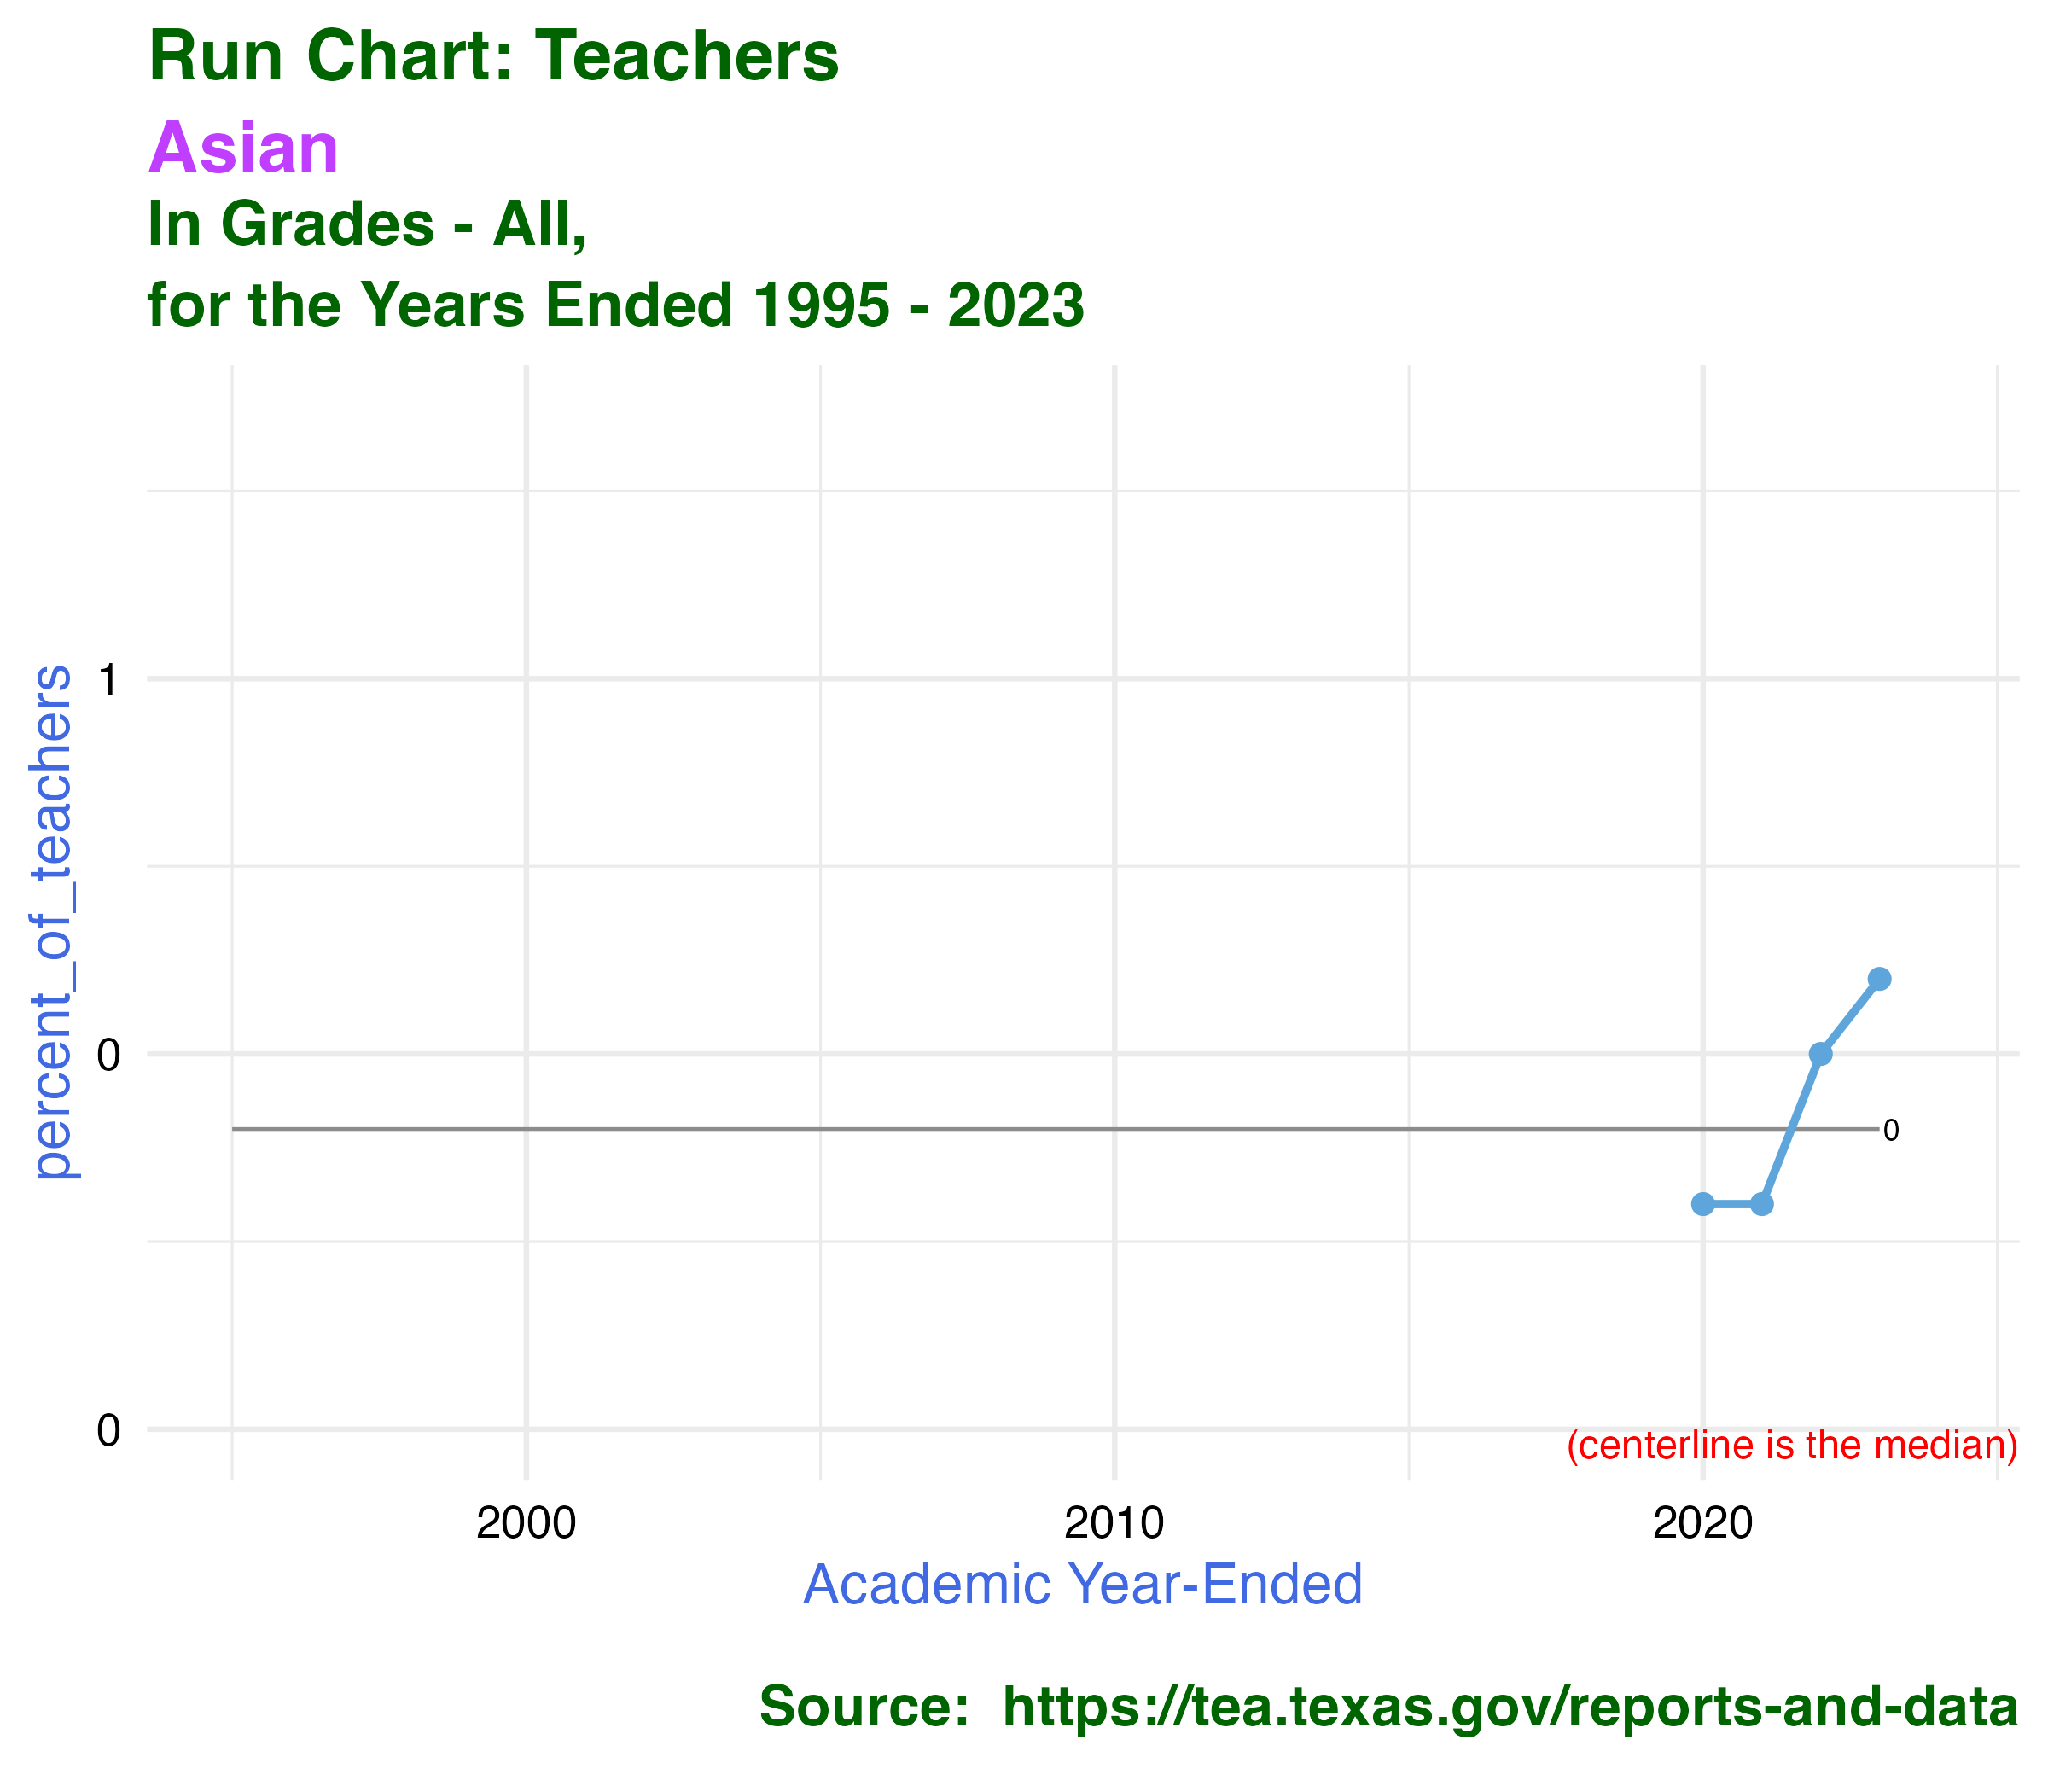 Run Chart: Teachers
Asian
In Grades - All,
for the Years Ended 1995 - 2023
percent_of_teachers
1
0
0
0
(centerline is the median)
2000
2010
2020
Academic Year-Ended
Source:  https://tea.texas.gov/reports-and-data